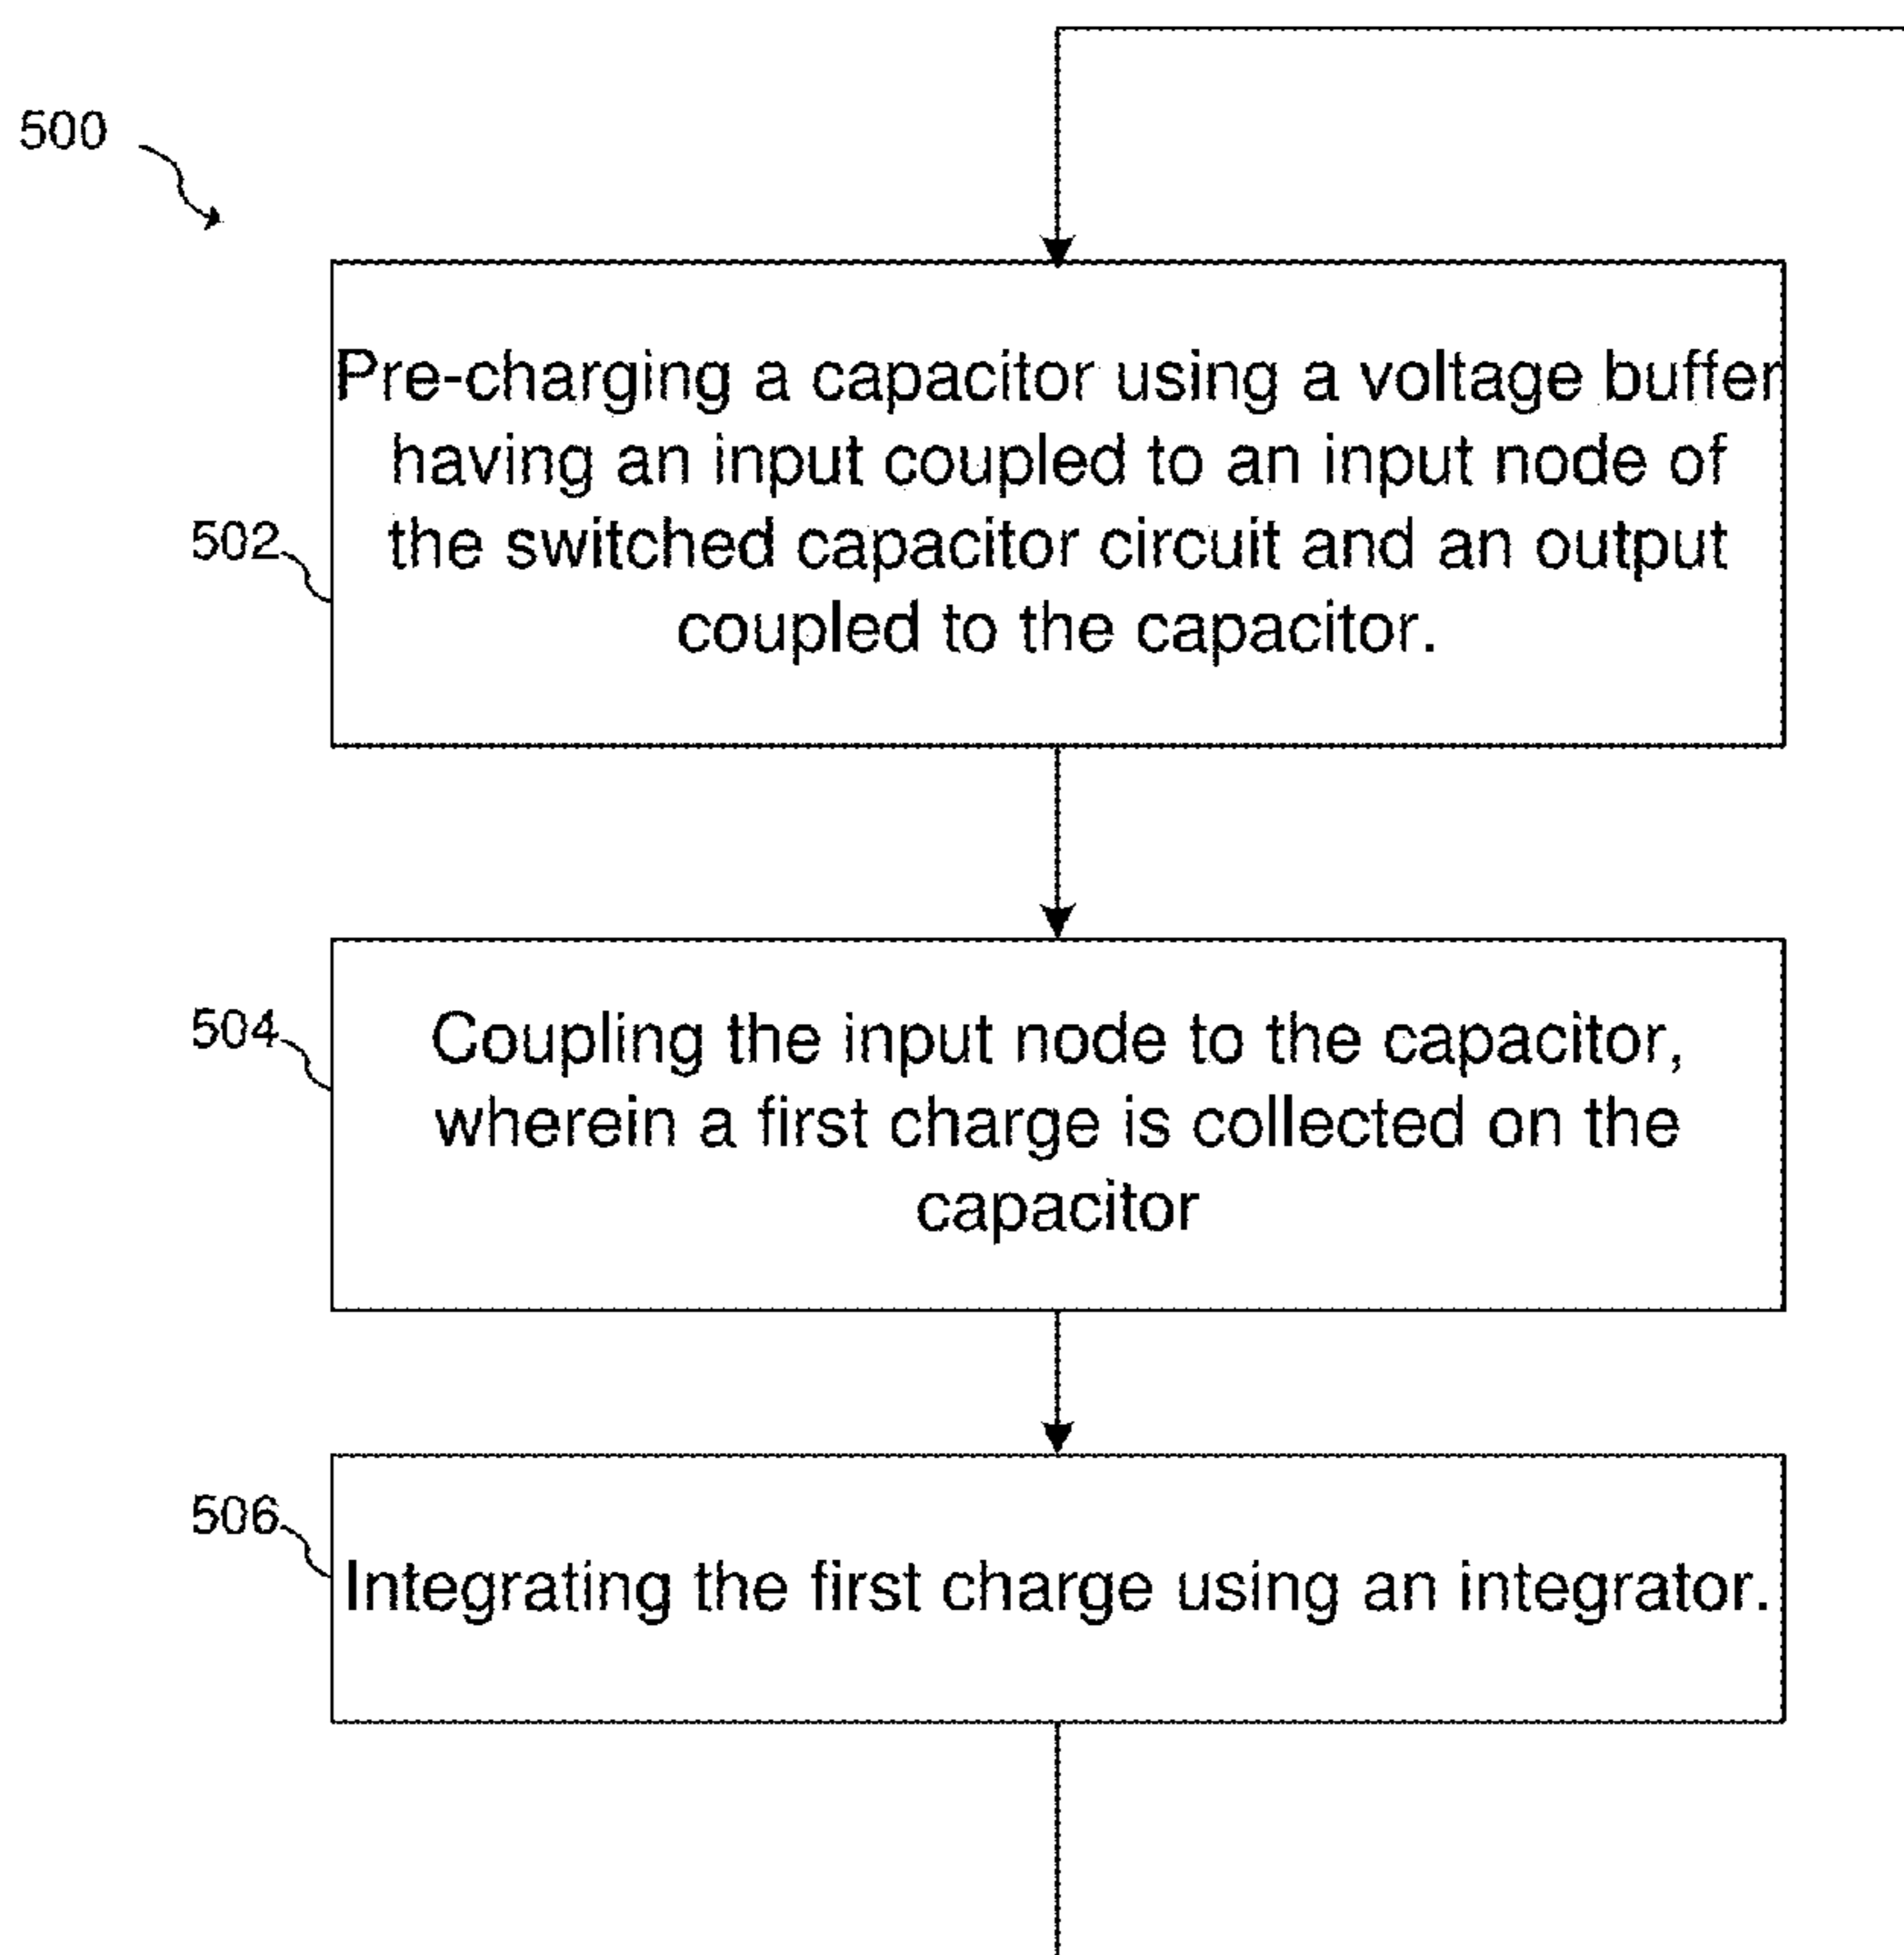 500
Pre-charging a capacitor using a voltage buffer
having an input coupled to an input node of
the switched capacitor circuit and an output
coupled to the capacitor.
502
504
Coupling the input node to the capacitor,
wherein a first charge is collected on the
capacitor
506
Integrating the first charge using an integrator.